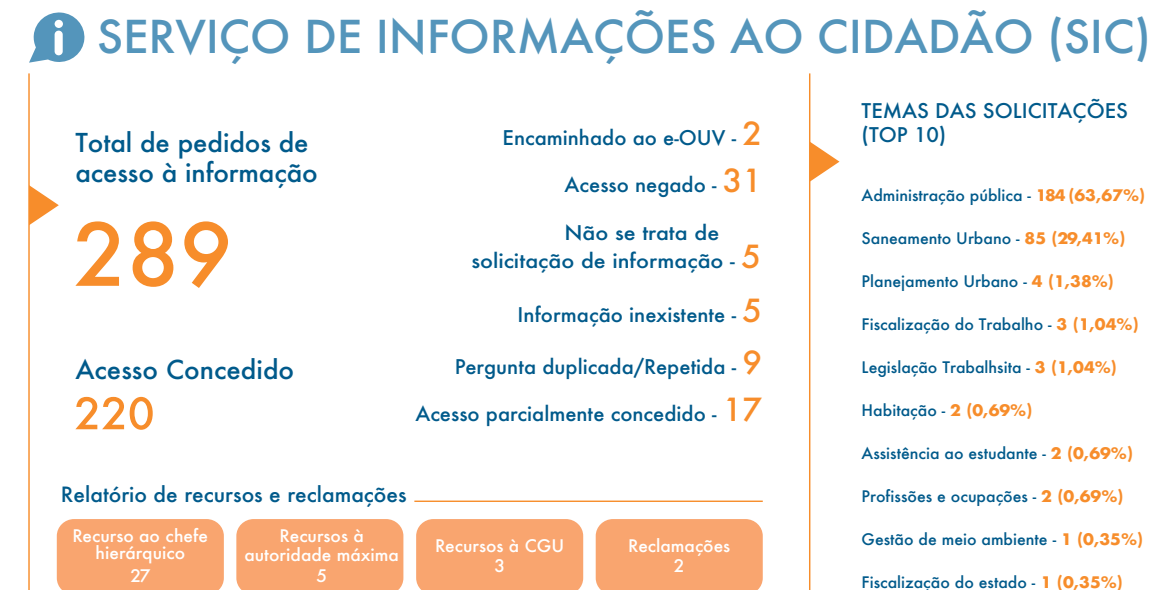 SERVIÇO DE INFORMAÇÕES AO CIDADÃO (SIC)
Total de pedidos de
acesso à informação
289
Acesso Concedido
220
Encaminhado ao e-OUV - 2
Acesso negado - 31
Não se trata de
solicitação de informação - 5
Informação inexistente - 5
Pergunta duplicada/Repetida - 9
Acesso parcialmente concedido - 17
Relatório de recursos e reclamações
Recurso ao chefe
hierárquico
27
Recursos à
autoridade máxima
5
Recursos à CGU
3
Reclamações
2
TEMAS DAS SOLICITAÇÕES
(TOP 10)
Administração pública - 184 (63,67%)
Saneamento Urbano - 85 (29,41%)
Planejamento Urbano - 4 (1,38%)
Fiscalização do Trabalho - 3 (1,04%)
Legislação Trabalhsita - 3 (1,04%)
Habitação - 2 (0,69%)
Assistência ao estudante - 2 (0,69%)
Profissões e ocupações - 2 (0,69%)
Gestão de meio ambiente - 1 (0,35%)
Fiscalização do estado - 1 (0,35%)